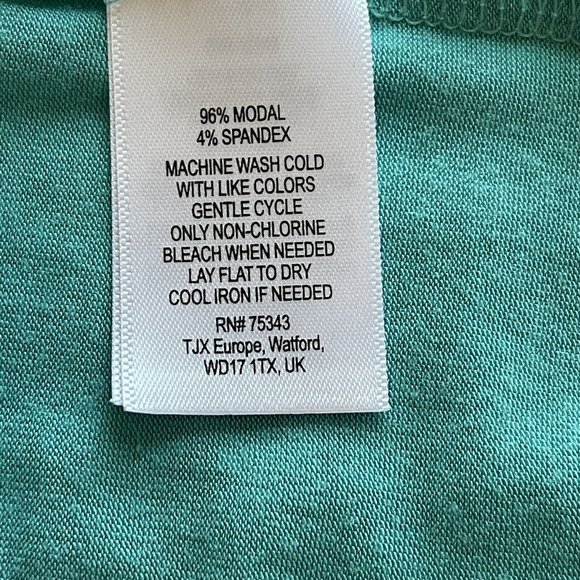 96% MODAL
4% SPANDEX
MACHINE WASH COLD
WITH LIKE COLORS
GENTLE CYCLE
ONLY NON-CHLORINE
BLEACH WHEN NEEDED
LAY FLAT TO DRY
COOL IRON IF NEEDED
RN# 75343
TJX Europe, Watford,
WD17 1TX, UK